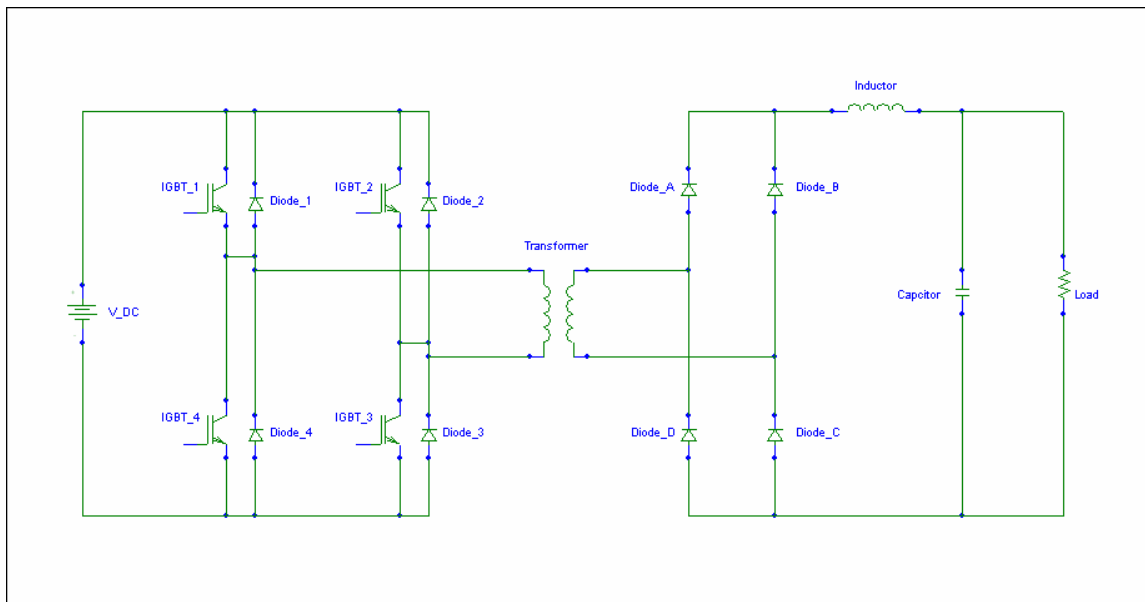 Inductor
IGBT_1
Diode_1
IGBT_2
Diode_2
Diode_A
Diode_B
Transformer
V_DC
Capcitor
Load
IGBT_4
Diode_4
IGBT_3
Diode_3
Diode_D
Diode_C